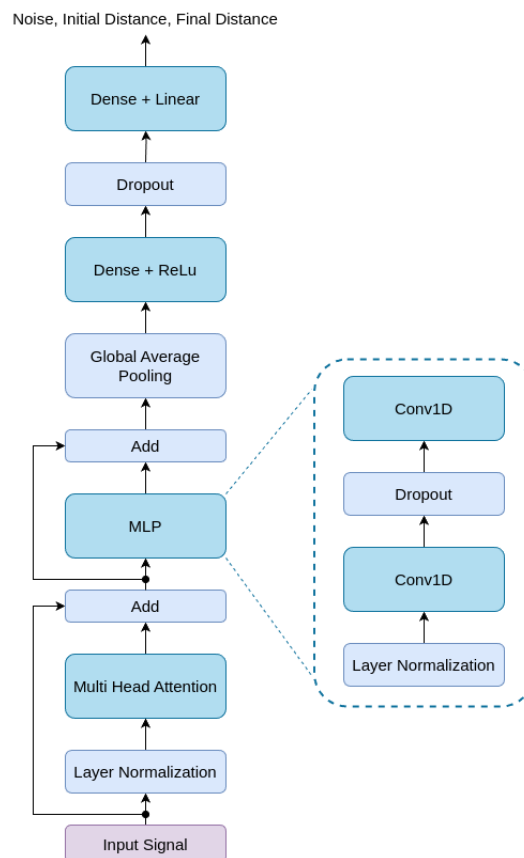 Noise, Initial Distance, Final Distance
Dense + Linear
Dropout
Dense + ReLu
Global Average
Pooling
Add
MLP
Add
Multi Head Attention
Layer Normalization
Input Signal
Conv1D
Dropout
Conv1D
Layer Normalization